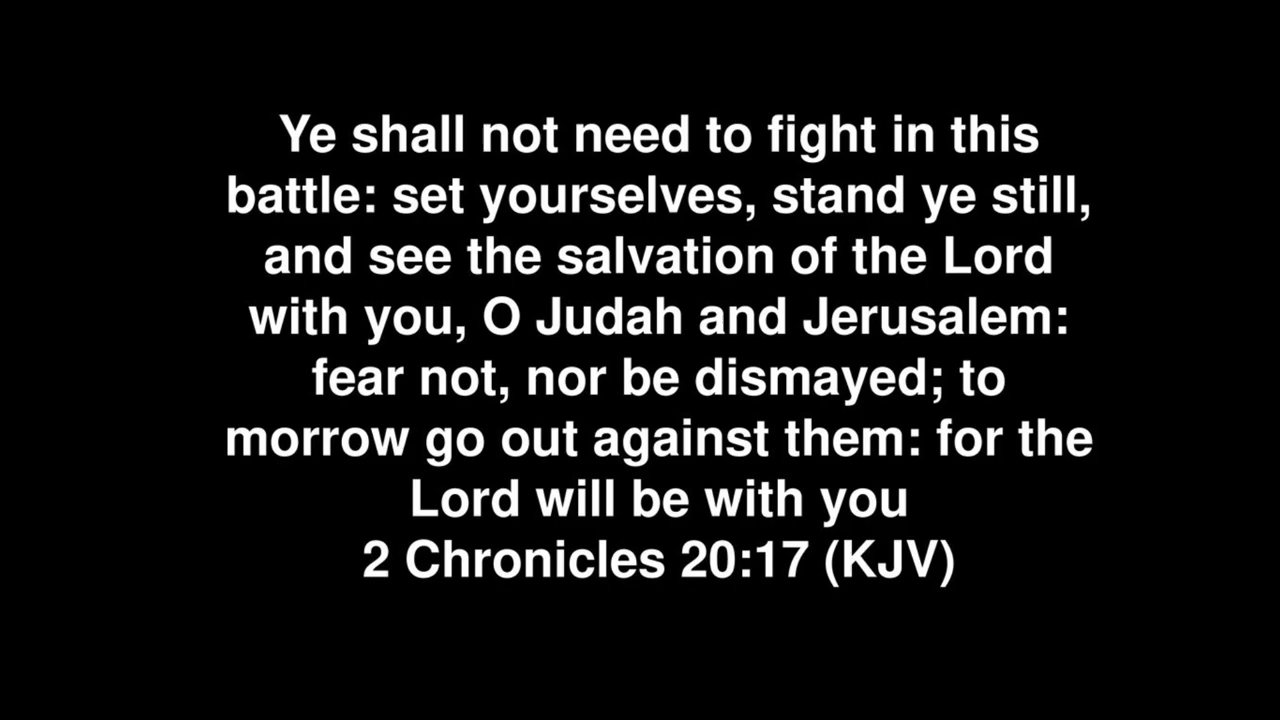 Ye shall not need to fight in this
battle: set yourselves, stand ye still,
and see the salvation of the Lord
with you, O Judah and Jerusalem:
fear not, nor be dismayed; to
morrow go out against them: for the
Lord will be with you
2 Chronicles 20:17 (KJV)